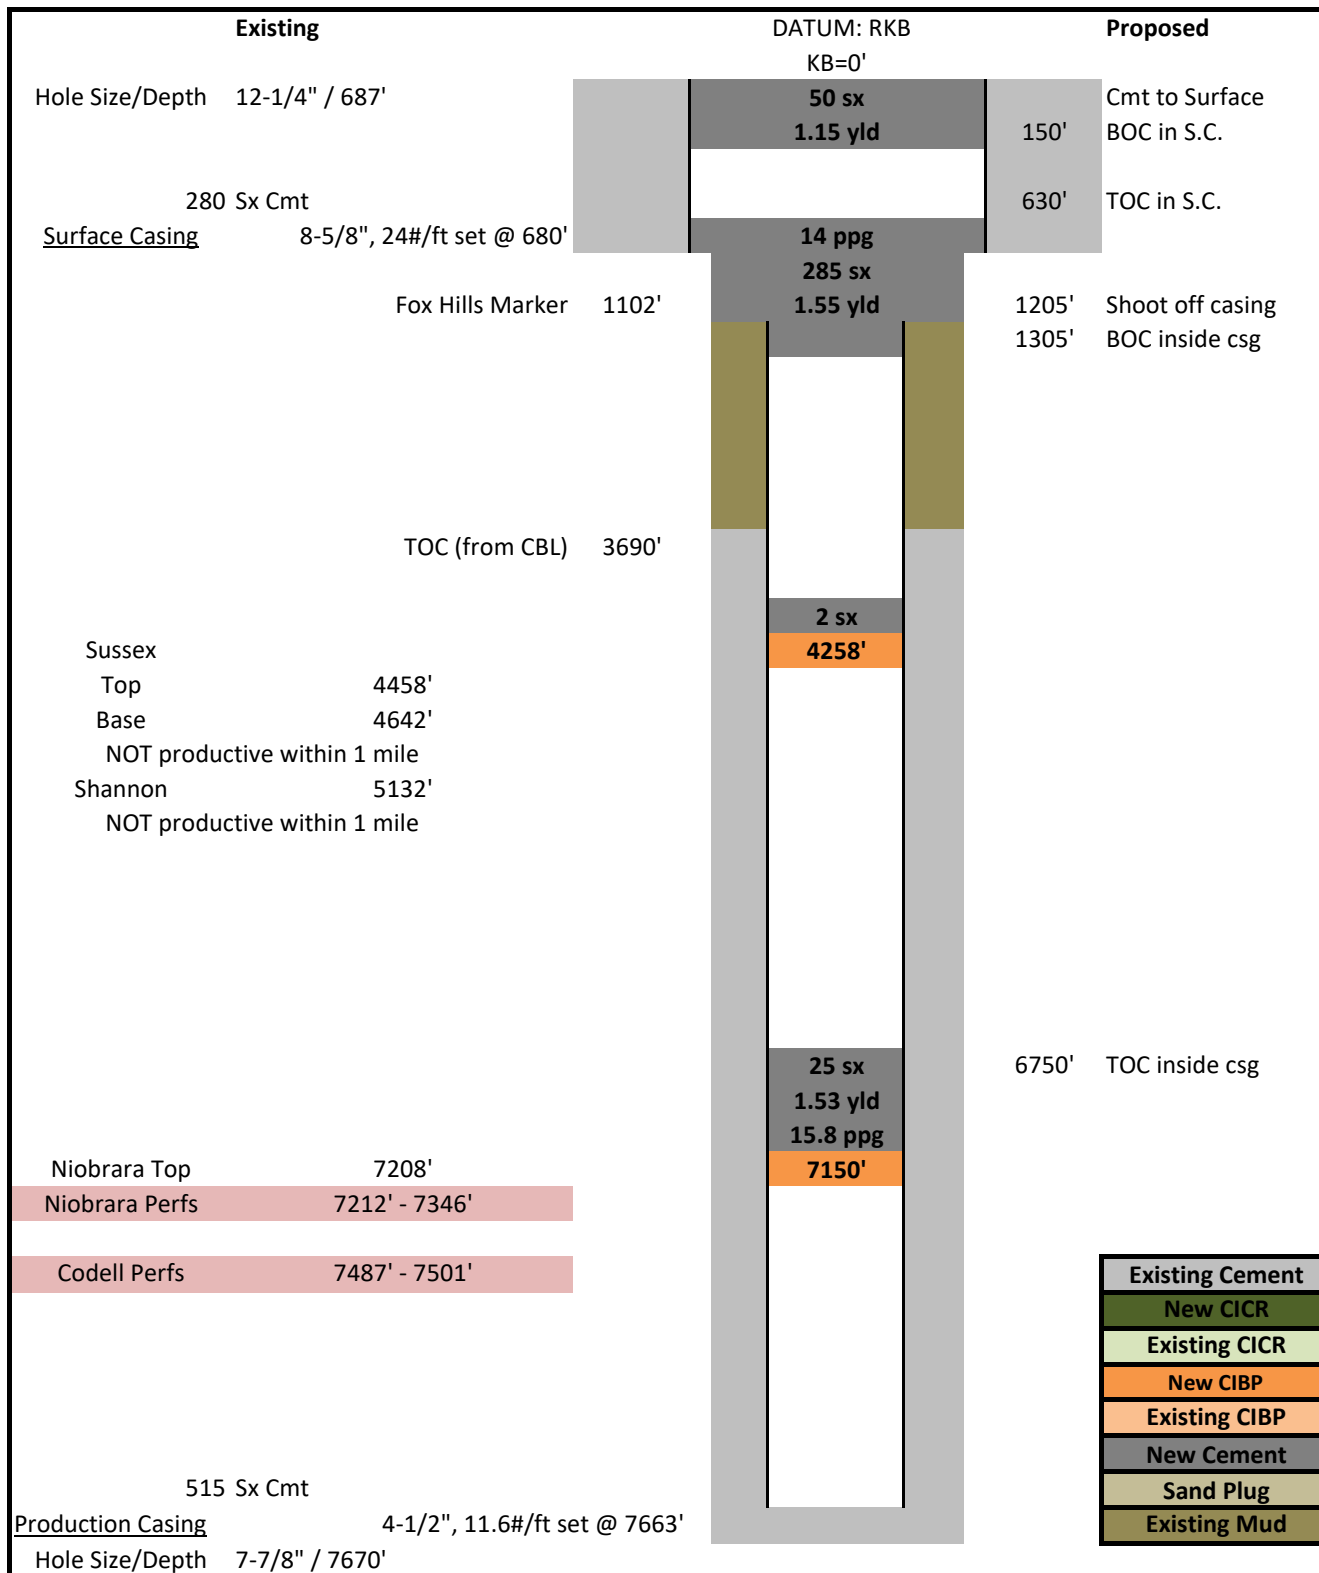 Existing DATUM: RKB Proposed
KB=0'
Hole Size/Depth 12-1/4" / 687' 50 sx Cmt to Surface
1.15 yld 150' BOC in S.C.
280 Sx Cmt 630' TOC in S.C.
Surface Casing 8-5/8", 24#/ft set @ 680' 14 ppg
285 sx
Fox Hills Marker 1102' 1.55 yld 1205' Shoot off casing
1305' BOC inside csg
TOC (from CBL) 3690'
2 sx
Sussex 4258'
Top 4458'
Base 4642'
NOT productive within 1 mile
Shannon 5132'
NOT productive within 1 mile
25 sx 6750' TOC inside csg
1.53 yld
15.8 ppg
Niobrara Top 7208' 7150'
Niobrara Perfs 7212' - 7346'
Codell Perfs 7487' - 7501'
Existing Cement
New CICR
Existing CICR
New CIBP
Existing CIBP
New Cement
515 Sx Cmt Sand Plug
Production Casing 4-1/2", 11.6#/ft set @ 7663' Existing Mud
Hole Size/Depth 7-7/8" / 7670'